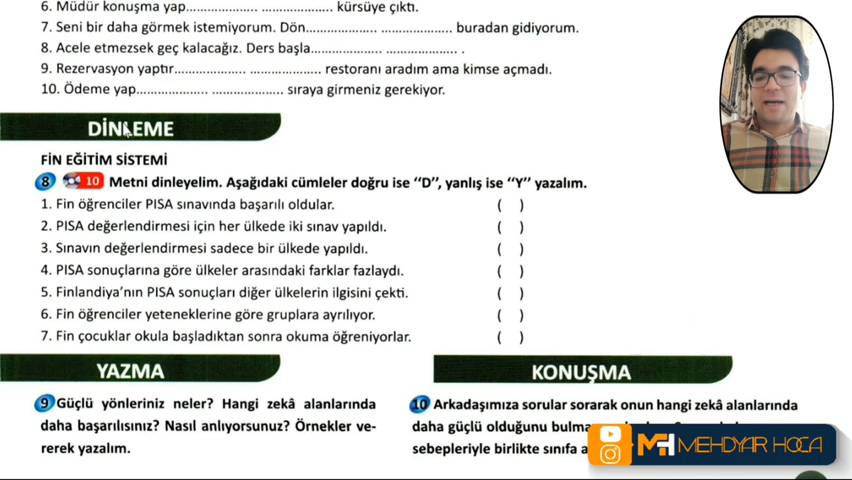 6. Müdür konuşma yap.................... .................... kürsüye çıktı.
7. Seni bir daha görmek istemiyorum. Dön.................... .................... buradan gidiyorum.
8. Acele etmezsek geç kalacağız. Ders başla.................... .................... .
9. Rezervasyon yaptır.................... .................... restoranı aradım ama kimse açmadı.
10. Ödeme yap.................... .................... sıraya girmeniz gerekiyor.
DİNLEME
FİN EĞİTİM SİSTEMİ
8 10 Metni dinleyelim. Aşağıdaki cümleler doğru ise “D”, yanlış ise “Y” yazalım.
1. Fin öğrenciler PISA sınavında başarılı oldular. ( )
2. PISA değerlendirmesi için her ülkede iki sınav yapıldı. ( )
3. Sınavın değerlendirmesi sadece bir ülkede yapıldı. ( )
4. PISA sonuçlarına göre ülkeler arasındaki farklar fazlaydı. ( )
5. Finlandiya’nın PISA sonuçları diğer ülkelerin ilgisini çekti. ( )
6. Fin öğrenciler yeteneklerine göre gruplara ayrılıyor. ( )
7. Fin çocuklar okula başladıktan sonra okuma öğreniyorlar. ( )
YAZMA
9 Güçlü yönleriniz neler? Hangi zekâ alanlarında
daha başarılısınız? Nasıl anlıyorsunuz? Örnekler ve-
rerek yazalım.
KONUŞMA
10 Arkadaşımıza sorular sorarak onun hangi zekâ alanlarında
daha güçlü olduğunu
sebepleriyle birlikte sınıfa
MH MEHDYAR HOCA